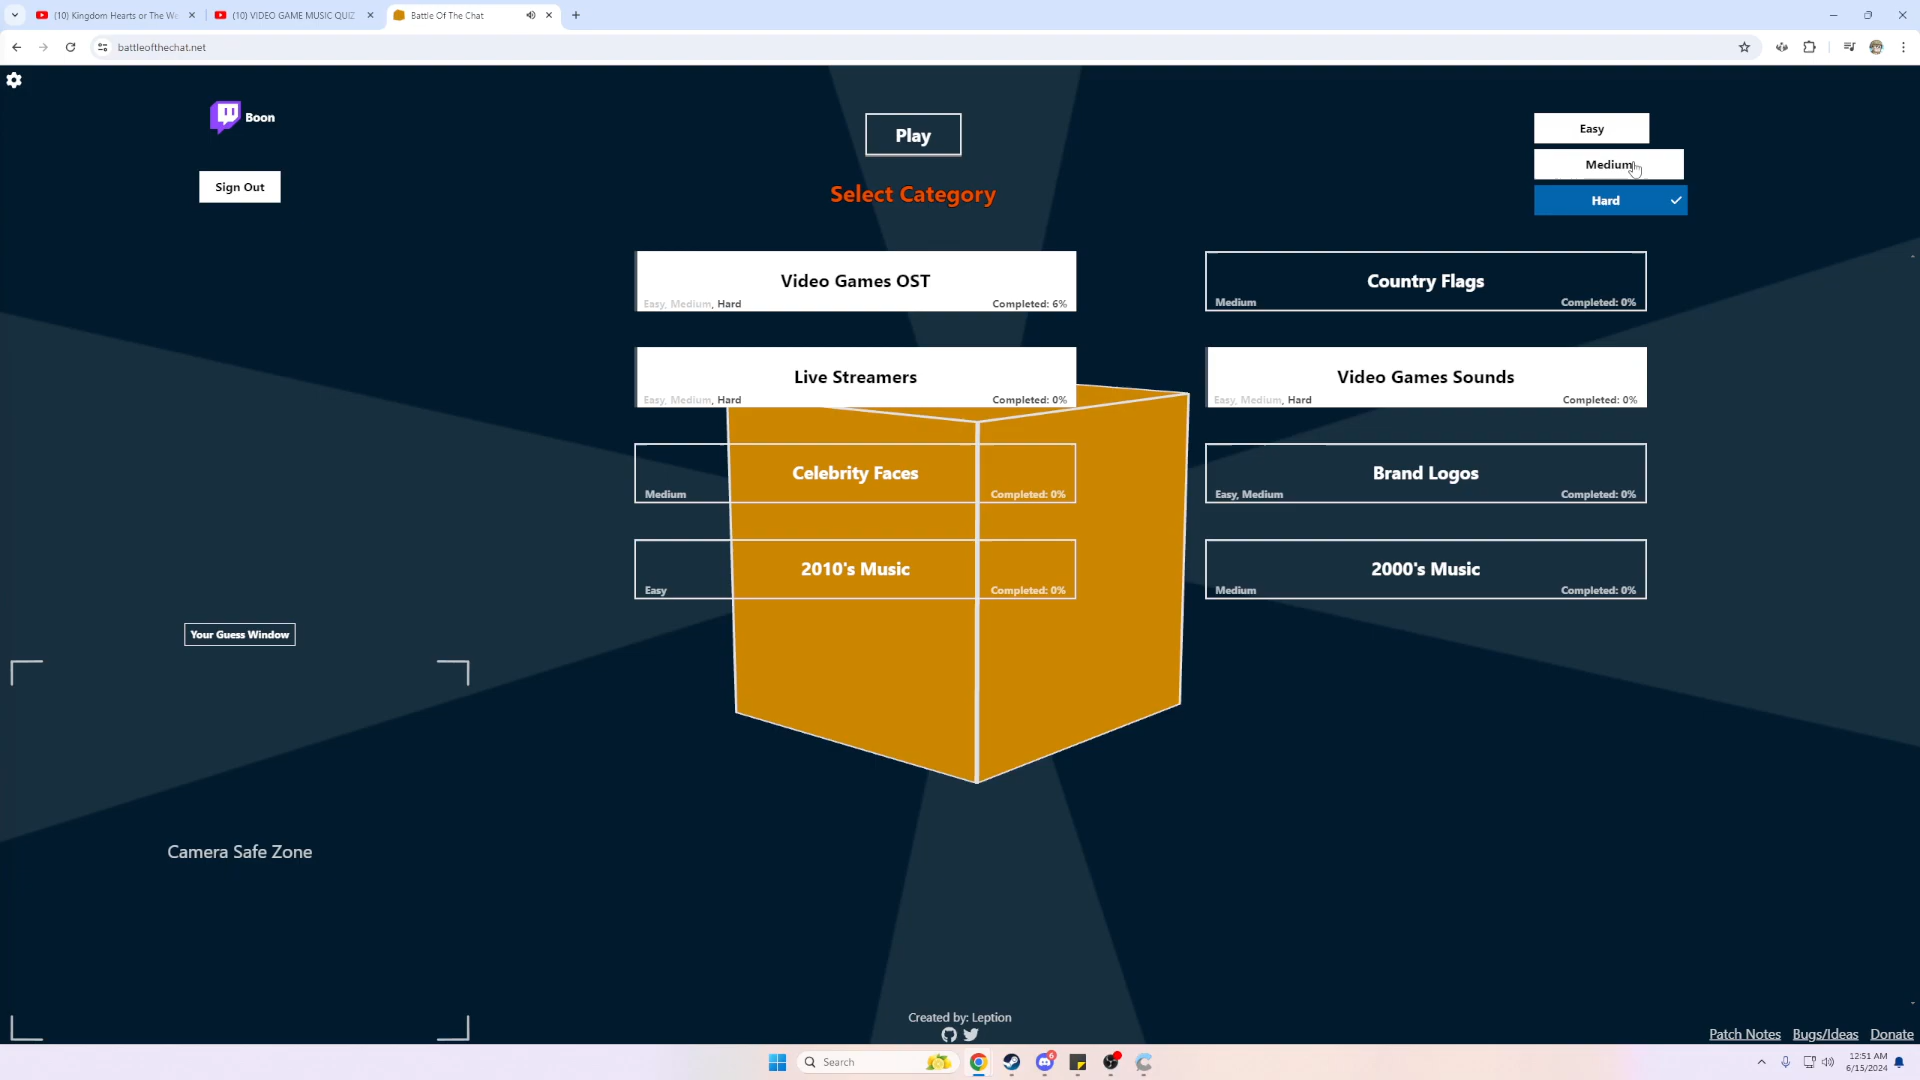 (10) Kingdom Hearts or The We
(10) VIDEO GAME MUSIC QUIZ
Battle Of The Chat
battleofthechat.net
Boon
Sign Out
Play
Select Category
Easy
Medium
Hard
Video Games OST
Easy, Medium, Hard
Completed: 6%
Country Flags
Medium
Completed: 0%
Live Streamers
Easy, Medium, Hard
Completed: 0%
Video Games Sounds
Easy, Medium, Hard
Completed: 0%
Celebrity Faces
Medium
Completed: 0%
Brand Logos
Easy, Medium
Completed: 0%
2010's Music
Easy
Completed: 0%
2000's Music
Medium
Completed: 0%
Your Guess Window
Camera Safe Zone
Created by: Leption
Patch Notes
Bugs/Ideas
Donate
Search
6
12:51 AM
6/15/2024